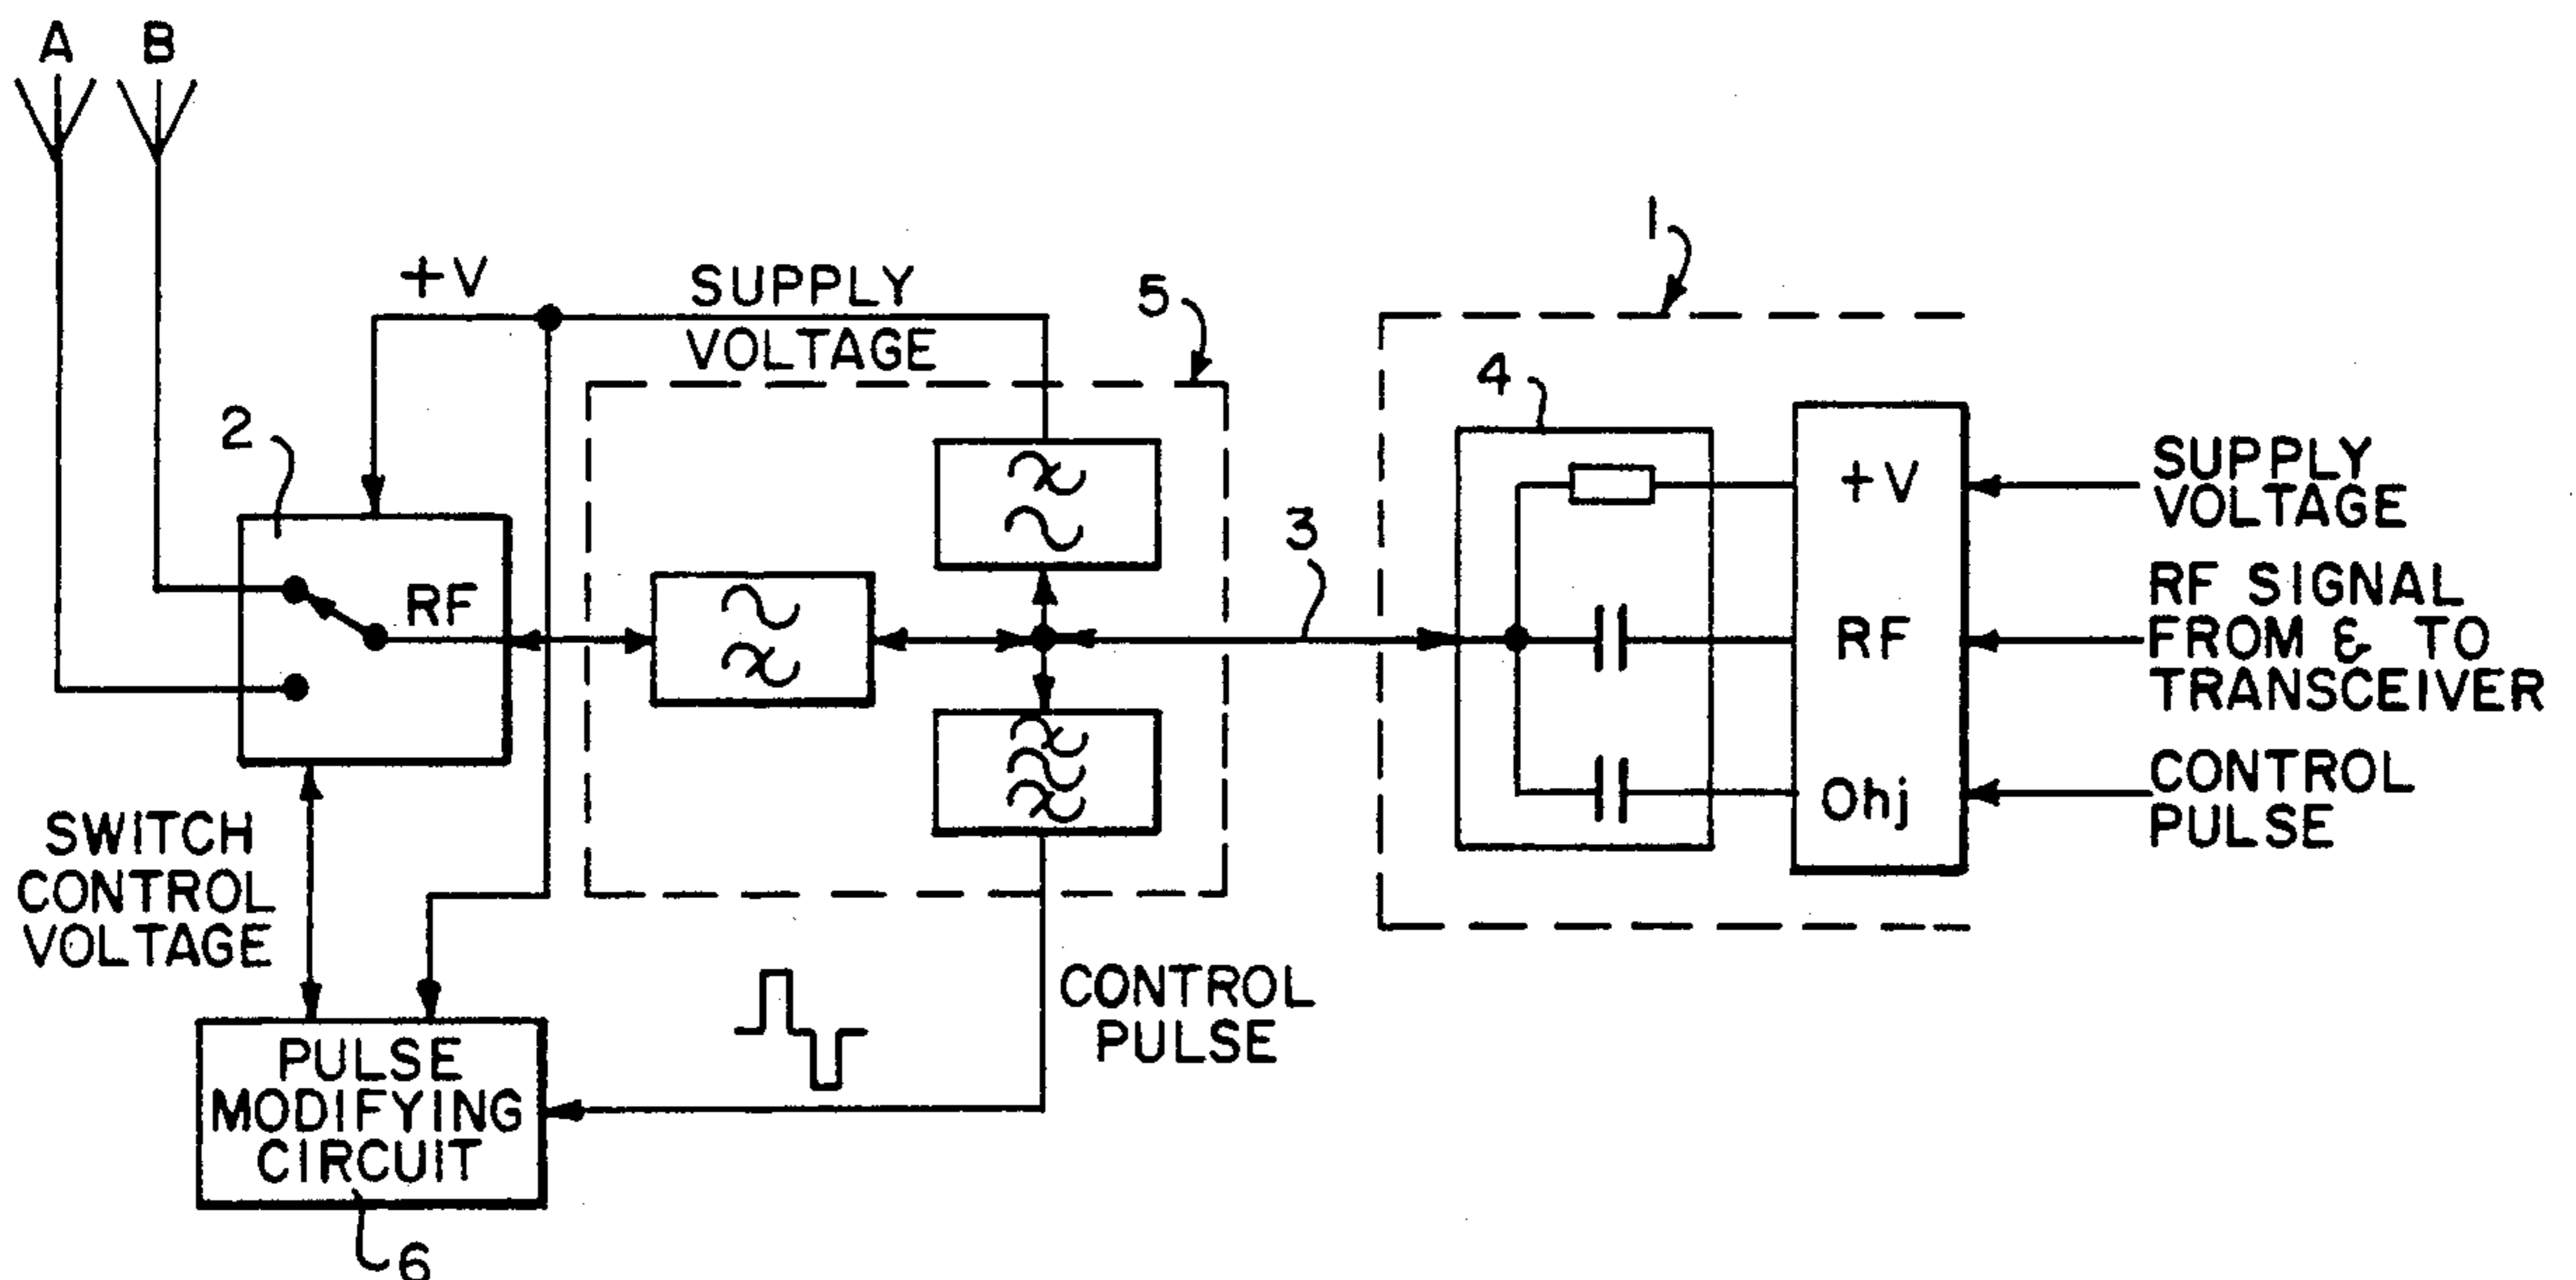 A B
+V
SUPPLY
VOLTAGE
5
1
2
RF
3
4
+V
RF
Ohj
SUPPLY
VOLTAGE
RF SIGNAL
FROM & TO
TRANSCEIVER
CONTROL
PULSE
SWITCH
CONTROL
VOLTAGE
CONTROL
PULSE
PULSE
MODIFYING
CIRCUIT
6